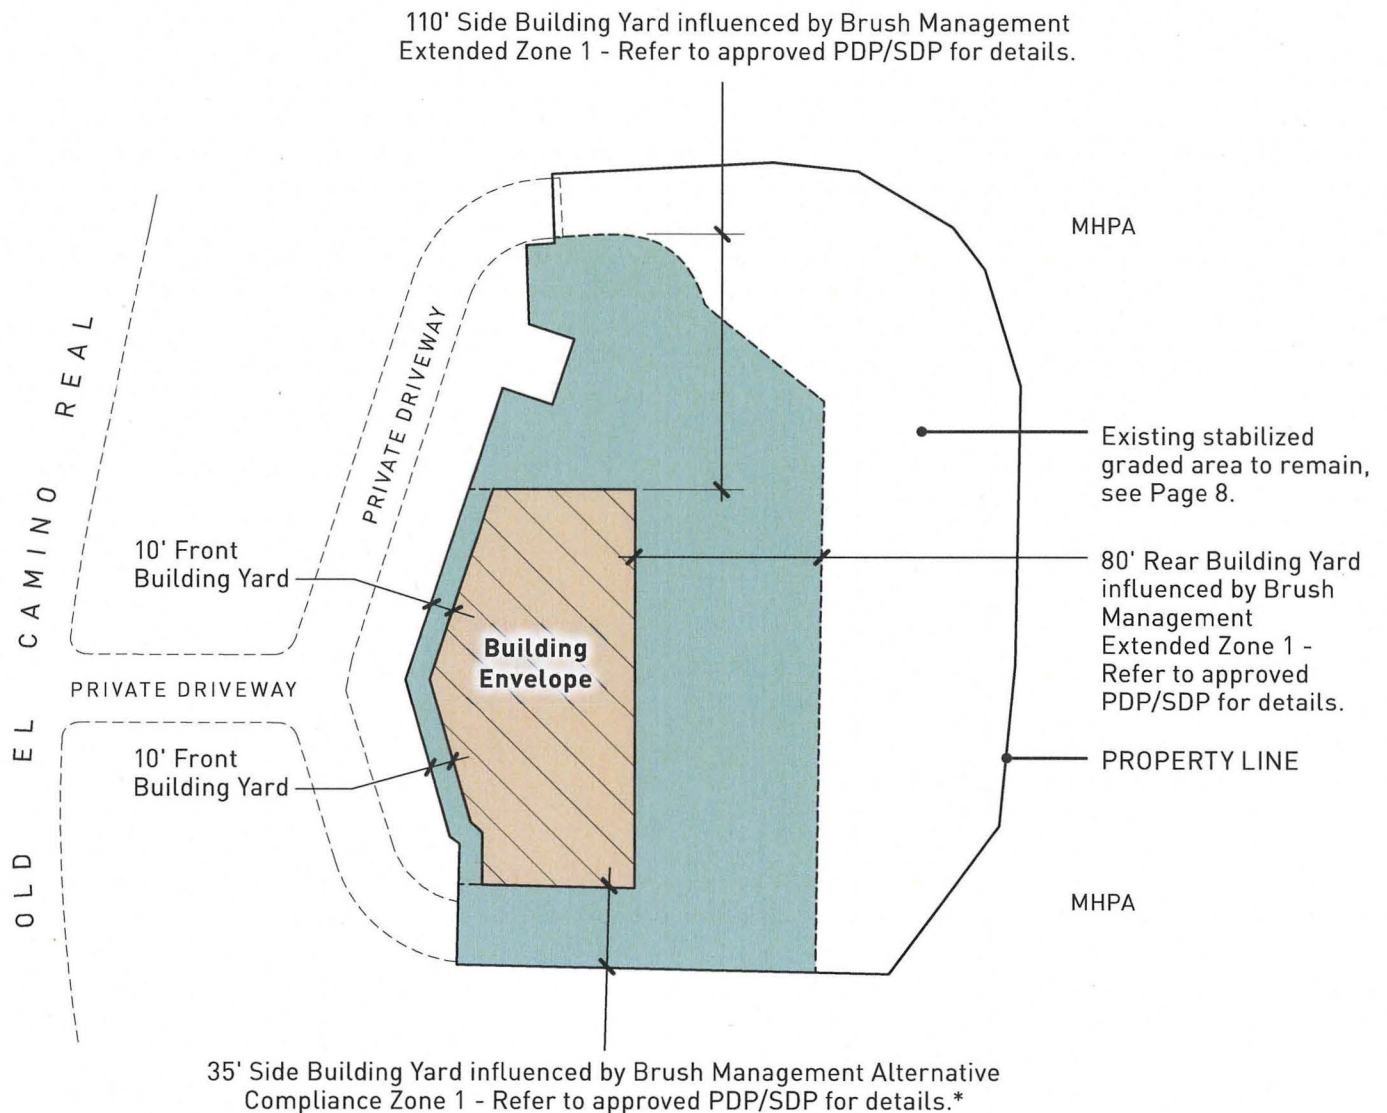 110' Side Building Yard influenced by Brush Management
Extended Zone 1 - Refer to approved PDP/SDP for details.
MHPA
OLD EL CAMINO REAL
PRIVATE DRIVEWAY
Existing stabilized
graded area to remain,
see Page 8.
10' Front
Building Yard
80' Rear Building Yard
influenced by Brush
Management
Extended Zone 1 -
Refer to approved
PDP/SDP for details.
Building
Envelope
PRIVATE DRIVEWAY
10' Front
Building Yard
PROPERTY LINE
MHPA
35' Side Building Yard influenced by Brush Management Alternative
Compliance Zone 1 - Refer to approved PDP/SDP for details.*